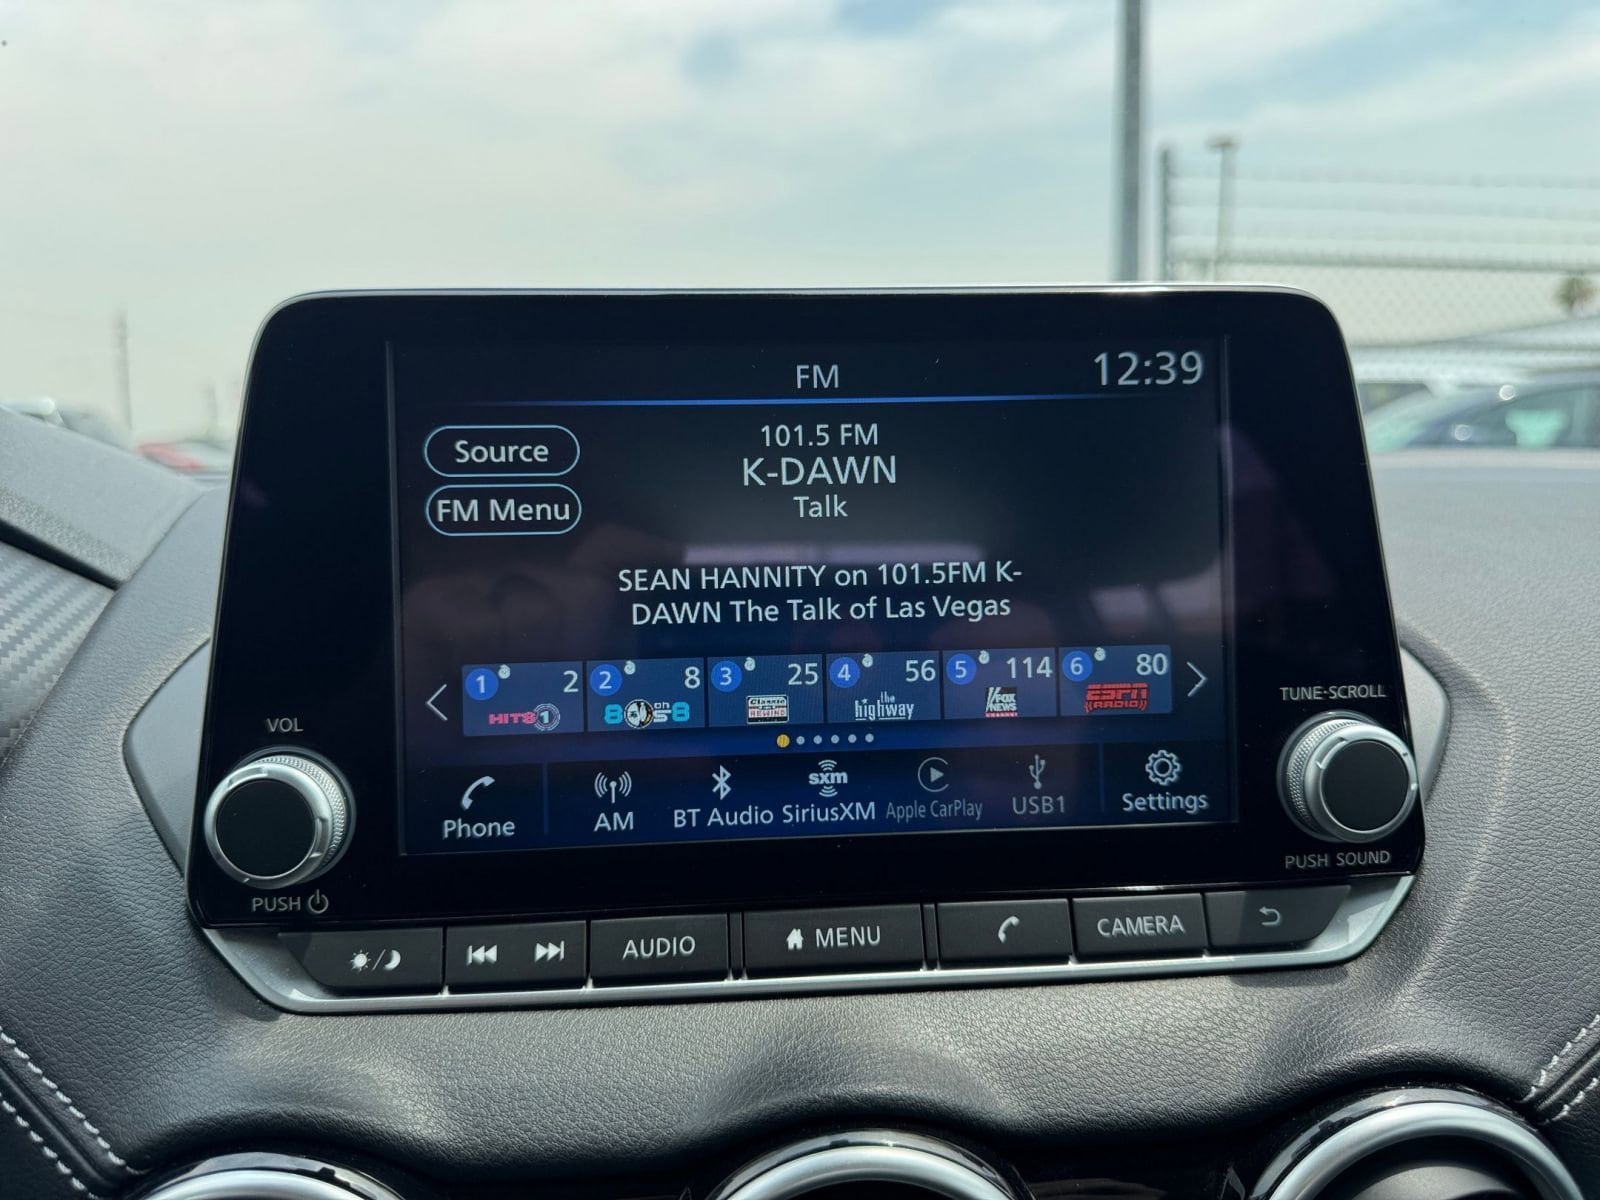 FM
12:39
Source
FM Menu
101.5 FM
K-DAWN
Talk
SEAN HANNITY on 101.5FM K-
DAWN The Talk of Las Vegas
1 2
HITS 1
2 8
80s on 8
3 25
Classic REWIND
4 56
the highway
5 114
FOX NEWS channel
6 80
ESPN RADIO
VOL
PUSH
TUNE·SCROLL
PUSH SOUND
Phone
AM
BT Audio
sxm
SiriusXM
Apple CarPlay
USB1
Settings
AUDIO
MENU
CAMERA